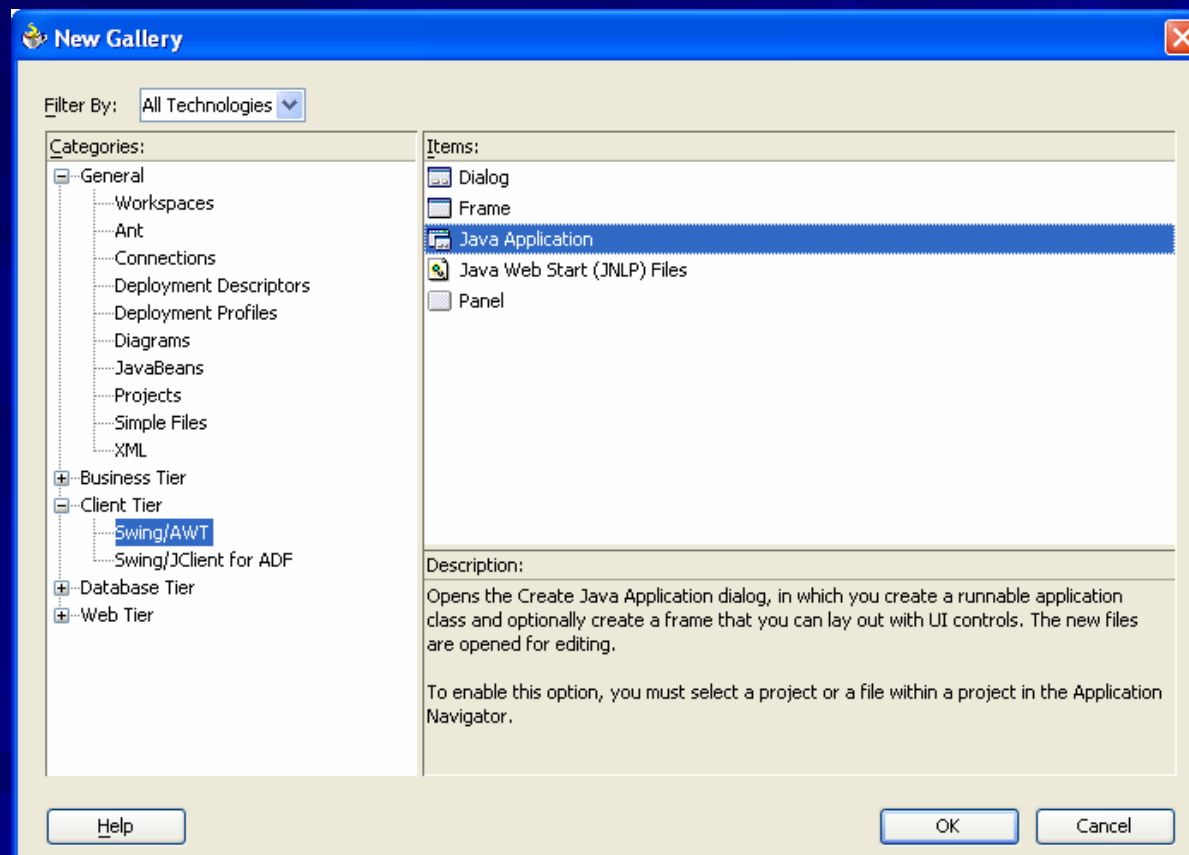 New Gallery
Filter By: All Technologies
Categories:
General
Workspaces
Ant
Connections
Deployment Descriptors
Deployment Profiles
Diagrams
JavaBeans
Projects
Simple Files
XML
Business Tier
Client Tier
Swing/AWT
Swing/JClient for ADF
Database Tier
Web Tier
Items:
Dialog
Frame
Java Application
Java Web Start (JNLP) Files
Panel
Description:
Opens the Create Java Application dialog, in which you create a runnable application
class and optionally create a frame that you can lay out with UI controls. The new files
are opened for editing.
To enable this option, you must select a project or a file within a project in the Application
Navigator.
Help
OK
Cancel